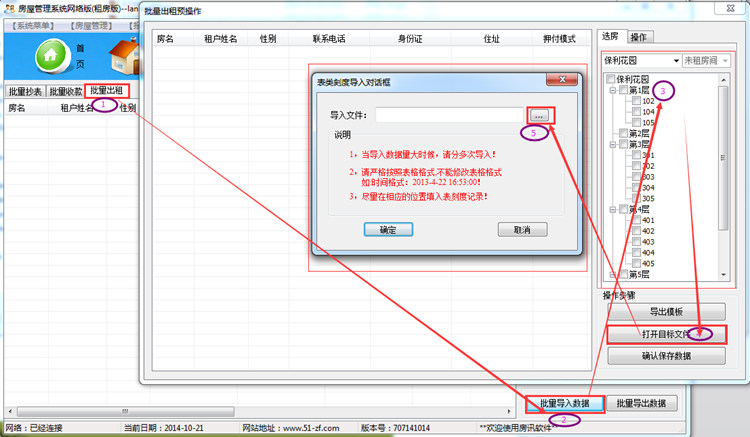 房屋管理系统网络版(租房版)--lan
【系统菜单】 【房屋管理】
首
页
批量抄表 批量收款 批量出租
1
房名 租户姓名 性别
批量出租预操作
房名 租户姓名 性别 联系电话 身份证 住址 押付模式
表类刻度导入对话框
导入文件: ...
5
说明
1，当导入数据量大时候，请分多次导入!
2，请严格按照表格格式,不能修改表格格式
如:时间格式：2013-4-22 16:53:00!
3，尽量在相应的位置填入表刻度记录!
确定 取消
选房 操作
保利花园 未租房间
保利花园
第1层
3
102
104
105
第2层
第3层
301
302
303
304
305
第4层
401
402
403
404
405
第5层
操作步骤
导出模板
打开目标文件
确认保存数据
批量导入数据 批量导出数据
2
网络：已经连接 当前日期：2014-10-21 网站地址：www.51-zf.com 版本号：707141014 **欢迎使用房讯软件**